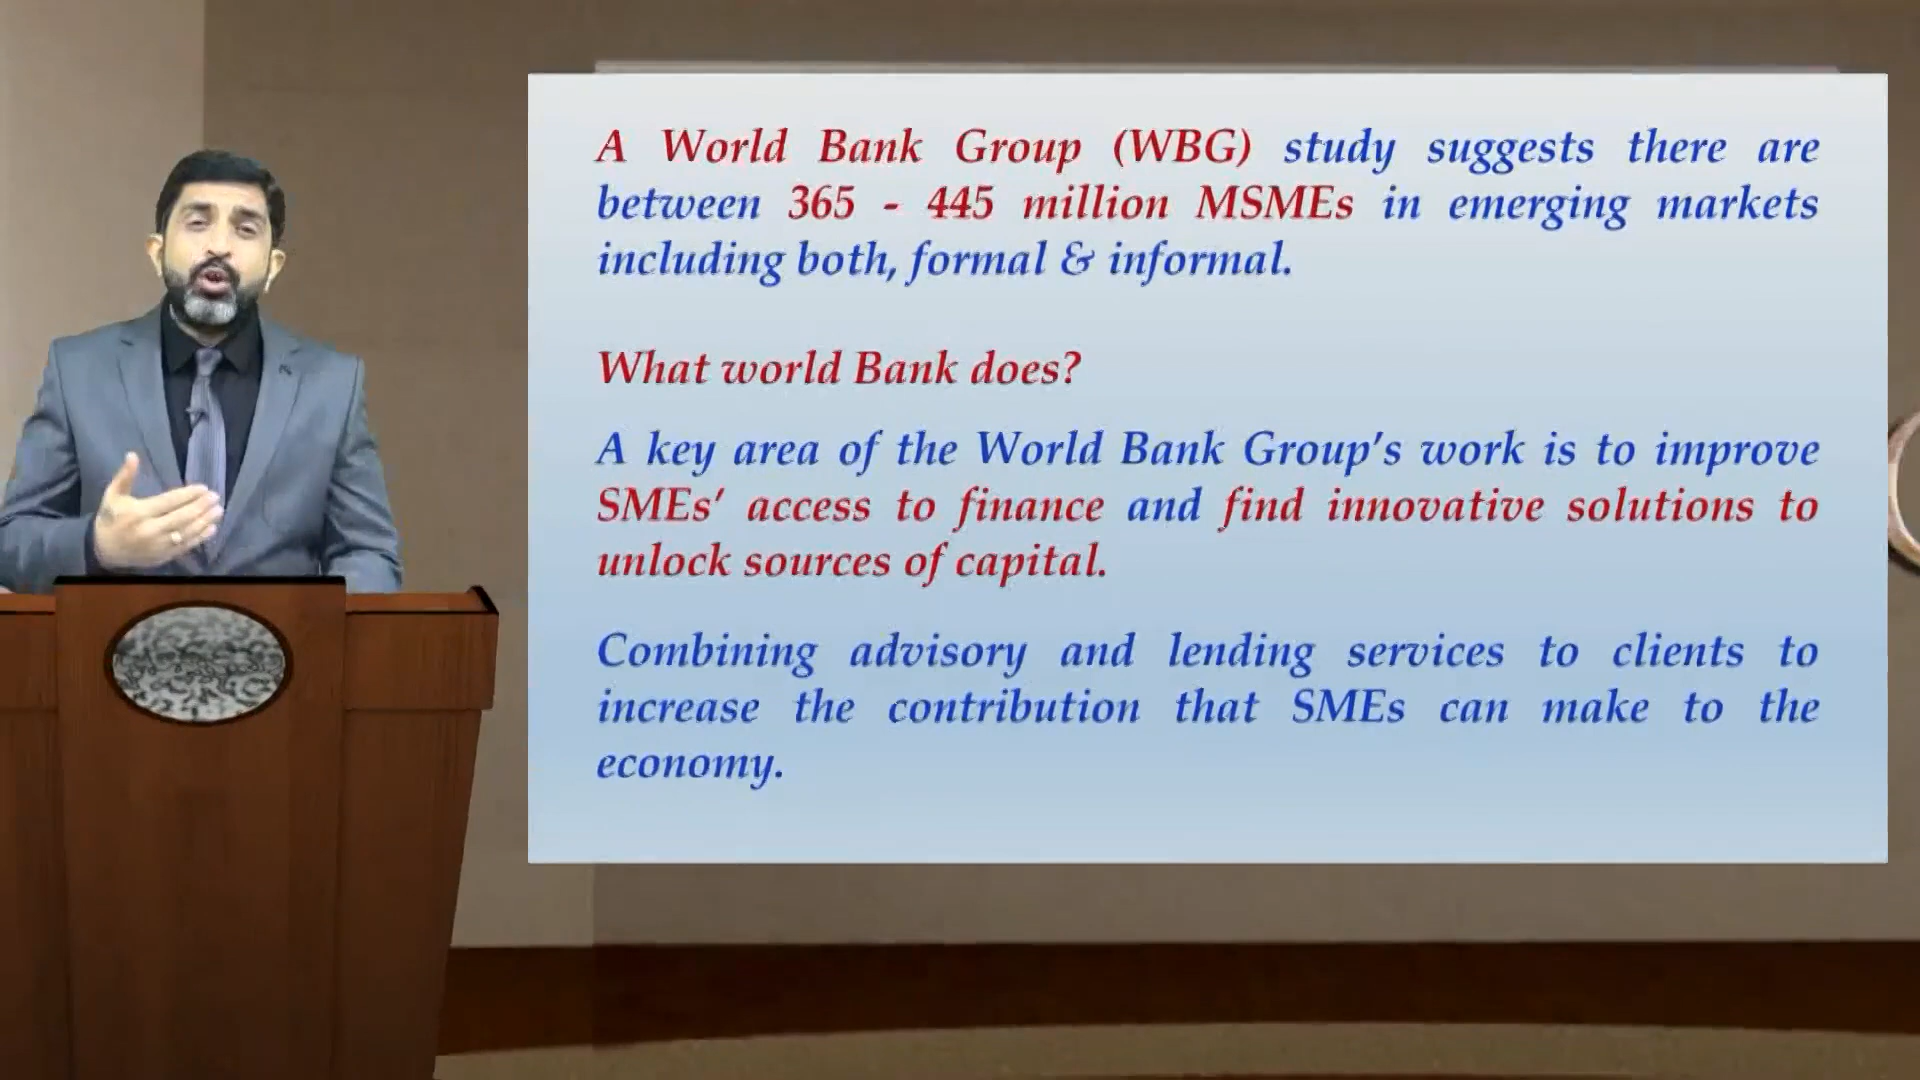 A World Bank Group (WBG) study suggests there are
between 365 - 445 million MSMEs in emerging markets
including both, formal & informal.
What world Bank does?
A key area of the World Bank Group's work is to improve
SMEs' access to finance and find innovative solutions to
unlock sources of capital.
Combining advisory and lending services to clients to
increase the contribution that SMEs can make to the
economy.